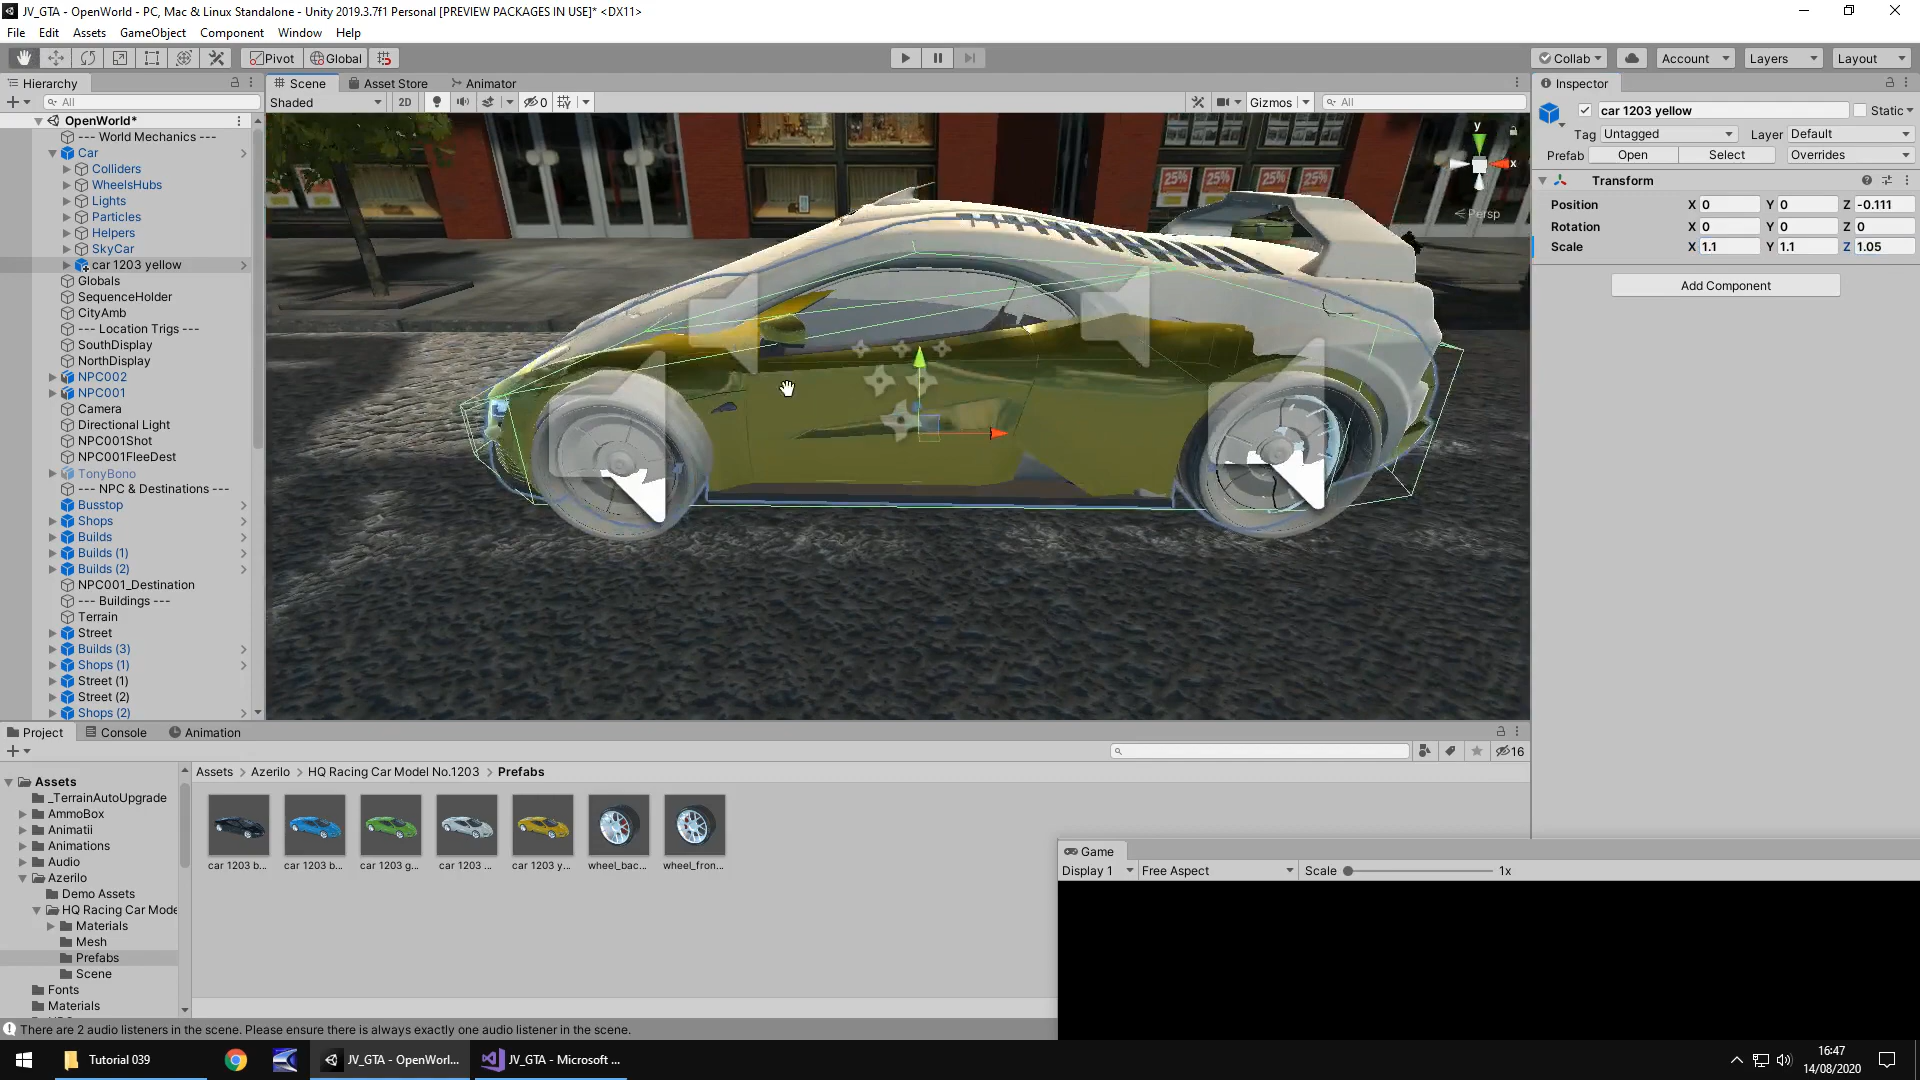 JV_GTA - OpenWorld - PC, Mac & Linux Standalone - Unity 2019.3.7f1 Personal [PREVIEW PACKAGES IN USE]* <DX11>
File Edit Assets GameObject Component Window Help
Pivot Global Collab Account Layers Layout
Hierarchy
All
OpenWorld*
--- World Mechanics ---
Car
Colliders
WheelsHubs
Lights
Particles
Helpers
SkyCar
car 1203 yellow
Globals
SequenceHolder
CityAmb
--- Location Trigs ---
SouthDisplay
NorthDisplay
NPC002
NPC001
Camera
Directional Light
NPC001Shot
NPC001FleeDest
TonyBono
--- NPC & Destinations ---
Busstop
Shops
Builds
Builds (1)
Builds (2)
NPC001_Destination
--- Buildings ---
Terrain
Street
Builds (3)
Shops (1)
Street (1)
Street (2)
Shops (2)
Scene Asset Store Animator
Shaded 2D 0 Gizmos All
25% 25% 25% 25%
y
x
Persp
Inspector
car 1203 yellow Static
Tag Untagged Layer Default
Prefab Open Select Overrides
Transform
Position X 0 Y 0 Z -0.111
Rotation X 0 Y 0 Z 0
Scale X 1.1 Y 1.1 Z 1.05
Add Component
Project Console Animation
16
Assets
_TerrainAutoUpgrade
AmmoBox
Animatii
Animations
Audio
Azerilo
Demo Assets
HQ Racing Car Mode
Materials
Mesh
Prefabs
Scene
Fonts
Materials
Assets > Azerilo > HQ Racing Car Model No.1203 > Prefabs
car 1203 b... car 1203 b... car 1203 g... car 1203 ... car 1203 y... wheel_bac... wheel_fron...
Game
Display 1 Free Aspect Scale 1x
There are 2 audio listeners in the scene. Please ensure there is always exactly one audio listener in the scene.
Tutorial 039 JV_GTA - OpenWorl... JV_GTA - Microsoft ...
16:47
14/08/2020